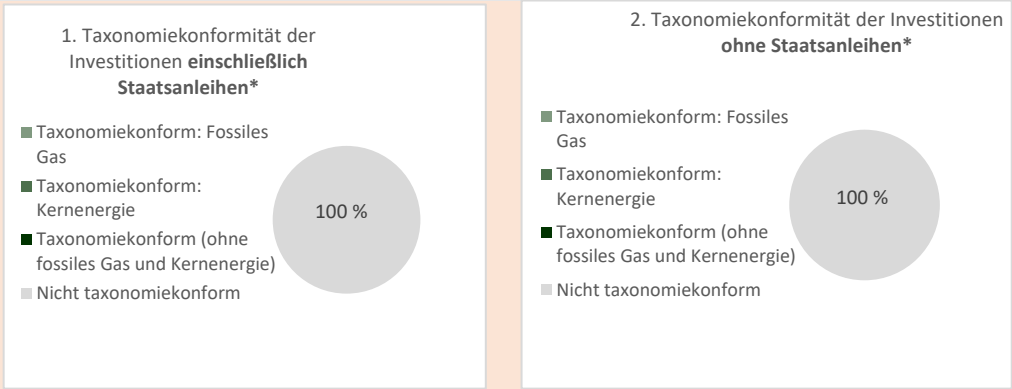 1. Taxonomiekonformität der
Investitionen einschließlich
Staatsanleihen*
Taxonomiekonform: Fossiles
Gas
Taxonomiekonform:
Kernenergie
Taxonomiekonform (ohne
fossiles Gas und Kernenergie)
Nicht taxonomiekonform
100 %
2. Taxonomiekonformität der Investitionen
ohne Staatsanleihen*
Taxonomiekonform: Fossiles
Gas
Taxonomiekonform:
Kernenergie
Taxonomiekonform (ohne
fossiles Gas und Kernenergie)
Nicht taxonomiekonform
100 %